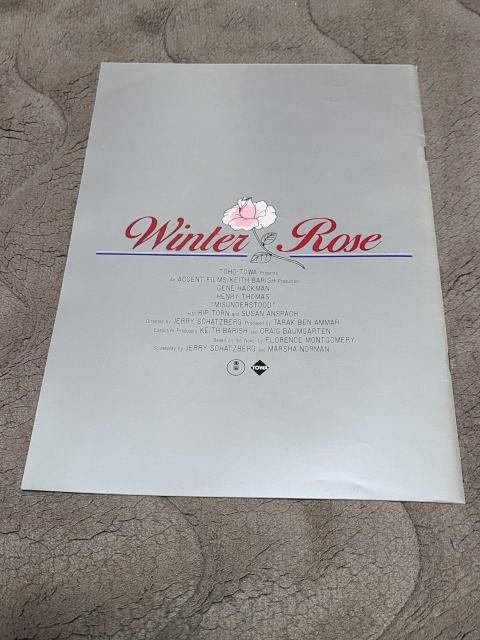 Winter Rose
TOHO-TOWA Presents
An ACCENT FILMS/KEITH BARISH Production
GENE HACKMAN
HENRY THOMAS
"MISUNDERSTOOD"
with RIP TORN and SUSAN ANSPACH
Directed by JERRY SCHATZBERG Produced by TARAK BEN AMMAR
Executive Producers KEITH BARISH and CRAIG BAUMGARTEN
Based on the Novel by FLORENCE MONTGOMERY
Screenplay by JERRY SCHATZBERG and MARSHA NORMAN
TOWA